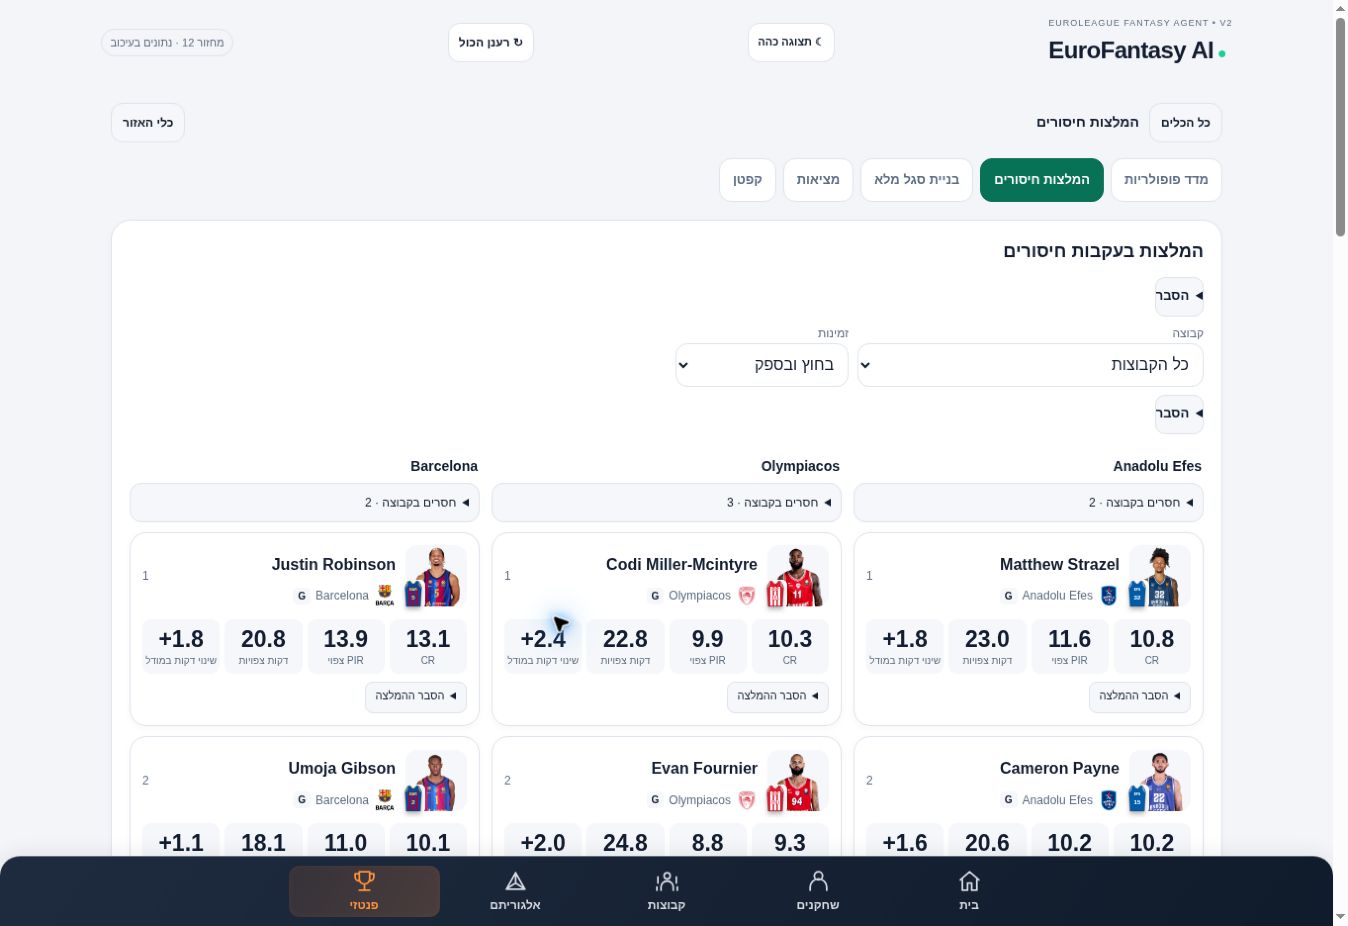 EUROLEAGUE FANTASY AGENT • V2
EuroFantasy AI
☾ תצוגה כהה
↻ רענן הכול
מחזור 12 · נתונים בעיכוב
כל הכלים
המלצות חיסורים
כלי האזור
מדד פופולריות
המלצות חיסורים
בניית סגל מלא
מציאות
קפטן
המלצות בעקבות חיסורים
הסבר
קבוצה
זמינות
כל הקבוצות
בחוץ ובספק
הסבר
Anadolu Efes
חסרים בקבוצה · 2
1
Matthew Strazel
Anadolu Efes G
10.8 11.6 23.0 +1.8
CR PIR צפוי דקות צפויות שינוי דקות במודל
הסבר ההמלצה
2
Cameron Payne
Anadolu Efes G
10.2 10.2 20.6 +1.6
Olympiacos
חסרים בקבוצה · 3
1
Codi Miller-Mcintyre
Olympiacos G
11
10.3 9.9 22.8 +2.4
CR PIR צפוי דקות צפויות שינוי דקות במודל
הסבר ההמלצה
2
Evan Fournier
Olympiacos G
94
9.3 8.8 24.8 +2.0
Barcelona
חסרים בקבוצה · 2
1
Justin Robinson
Barcelona G
BARÇA
5
13.1 13.9 20.8 +1.8
CR PIR צפוי דקות צפויות שינוי דקות במודל
הסבר ההמלצה
2
Umoja Gibson
Barcelona G
BARÇA
2
10.1 11.0 18.1 +1.1
בית
שחקנים
קבוצות
אלגוריתם
פנטזי